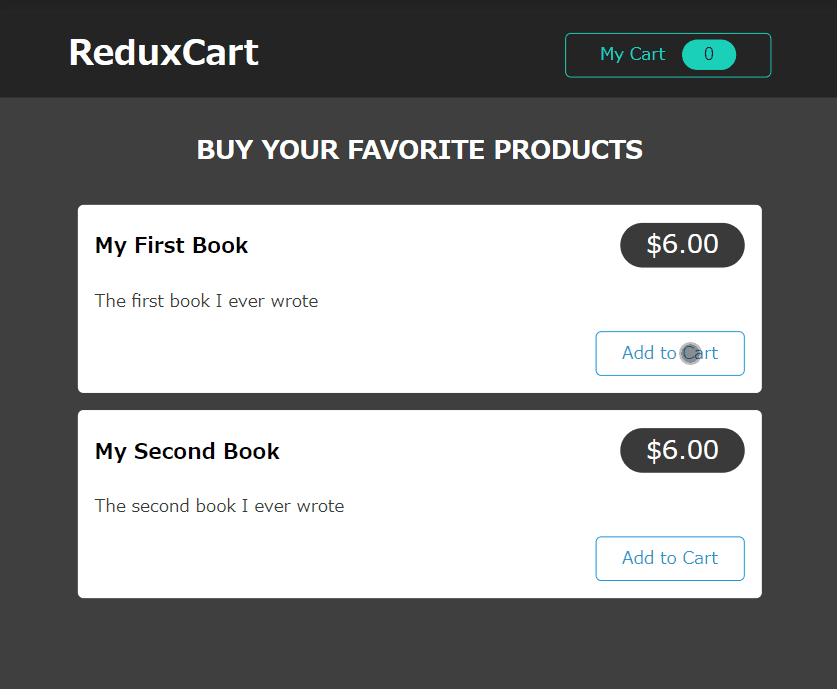 ReduxCart
My Cart 0
BUY YOUR FAVORITE PRODUCTS
My First Book
$6.00
The first book I ever wrote
Add to Cart
My Second Book
$6.00
The second book I ever wrote
Add to Cart